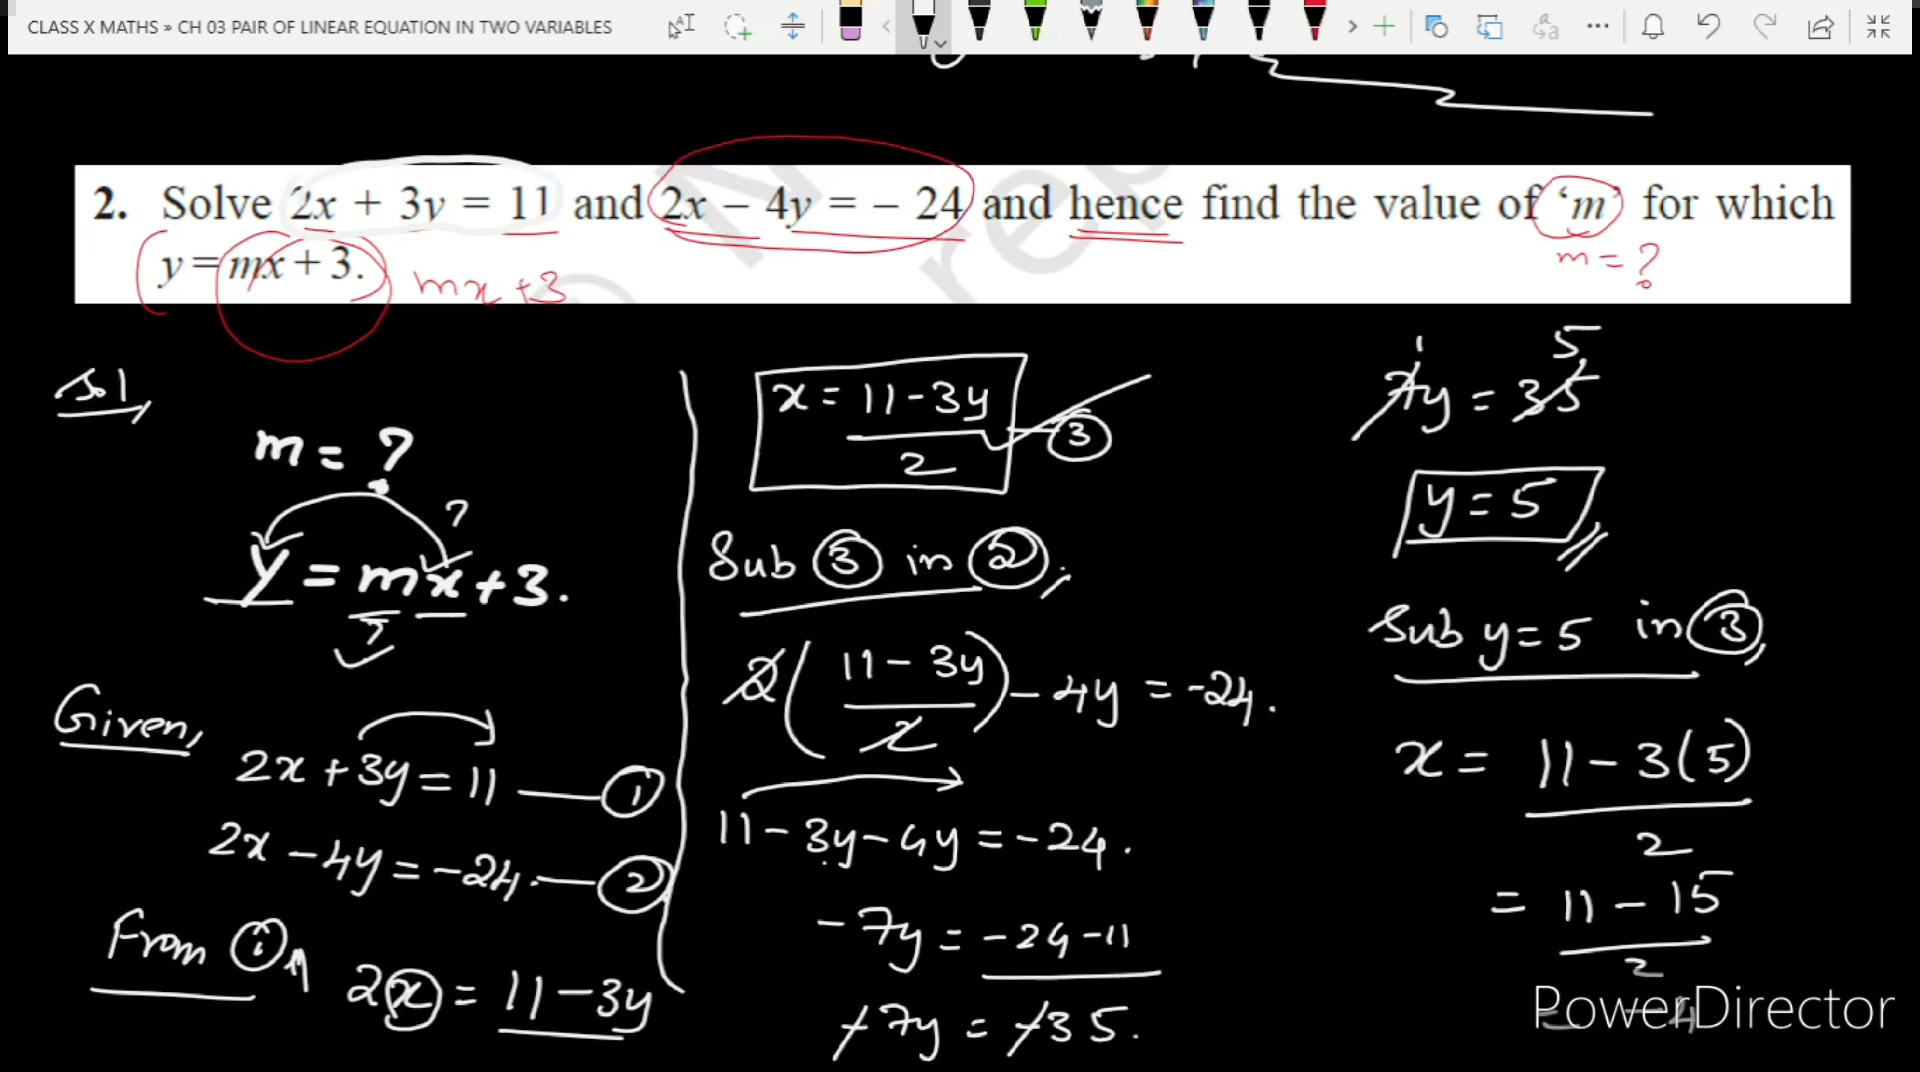 CLASS X MATHS » CH 03 PAIR OF LINEAR EQUATION IN TWO VARIABLES
2. Solve 2x + 3y = 11 and 2x – 4y = – 24 and hence find the value of ‘m’ for which
y = mx + 3.
mx +3
m = ?
Sol,
m = ?
?
y = mx + 3.
?
Given,
2x + 3y = 11 — ①
2x - 4y = -24. — ②
From ①,
2x = 11 - 3y
x = 11 - 3y
2
③
Sub ③ in ②,
2( 11 - 3y
2 ) - 4y = -24.
11 - 3y - 4y = -24.
-7y = -24 - 11
-7y = -35.
1 5
7y = 35
y = 5
Sub y = 5 in ③,
x = 11 - 3(5)
2
= 11 - 15
2
-4
PowerDirector